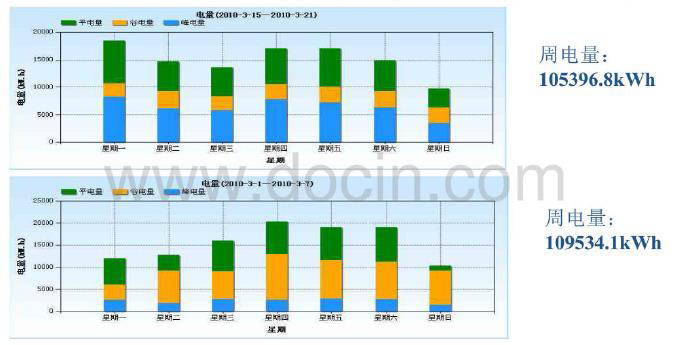 电量(2010-3-15--2010-3-21)
平电量 谷电量 峰电量
20000
15000
10000
5000
0
电量(kW.h)
星期一 星期二 星期三 星期四 星期五 星期六 星期日
星期
周电量：
105396.8kWh
www.docin.com
电量(2010-3-1--2010-3-7)
平电量 谷电量 峰电量
25000
20000
15000
10000
5000
0
电量(kW.h)
星期一 星期二 星期三 星期四 星期五 星期六 星期日
星期
周电量：
109534.1kWh